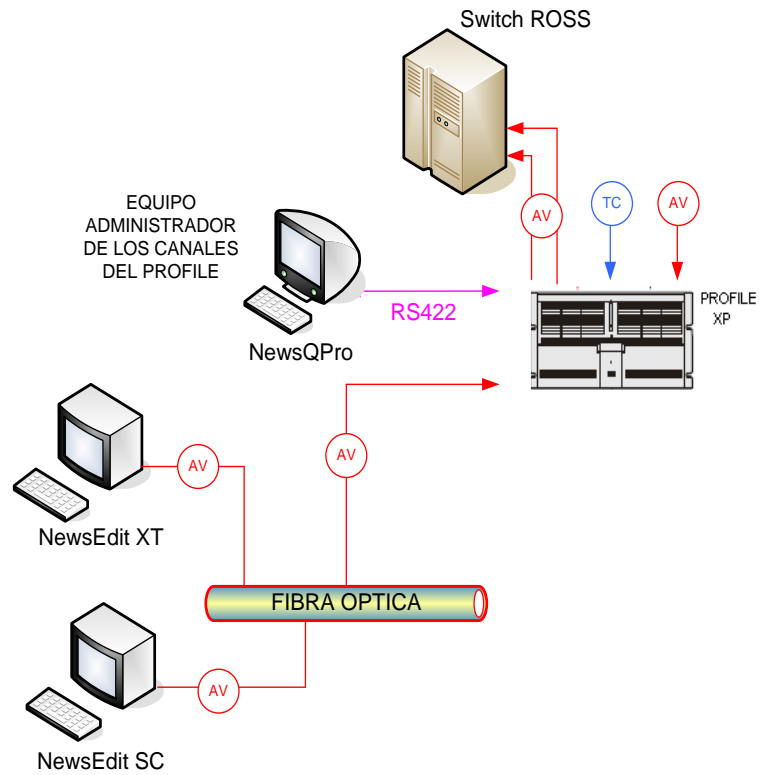 Switch ROSS
EQUIPO
ADMINISTRADOR
DE LOS CANALES
DEL PROFILE
AV
TC
AV
RS422
PROFILE
XP
NewsQPro
AV
AV
NewsEdit XT
FIBRA OPTICA
AV
NewsEdit SC